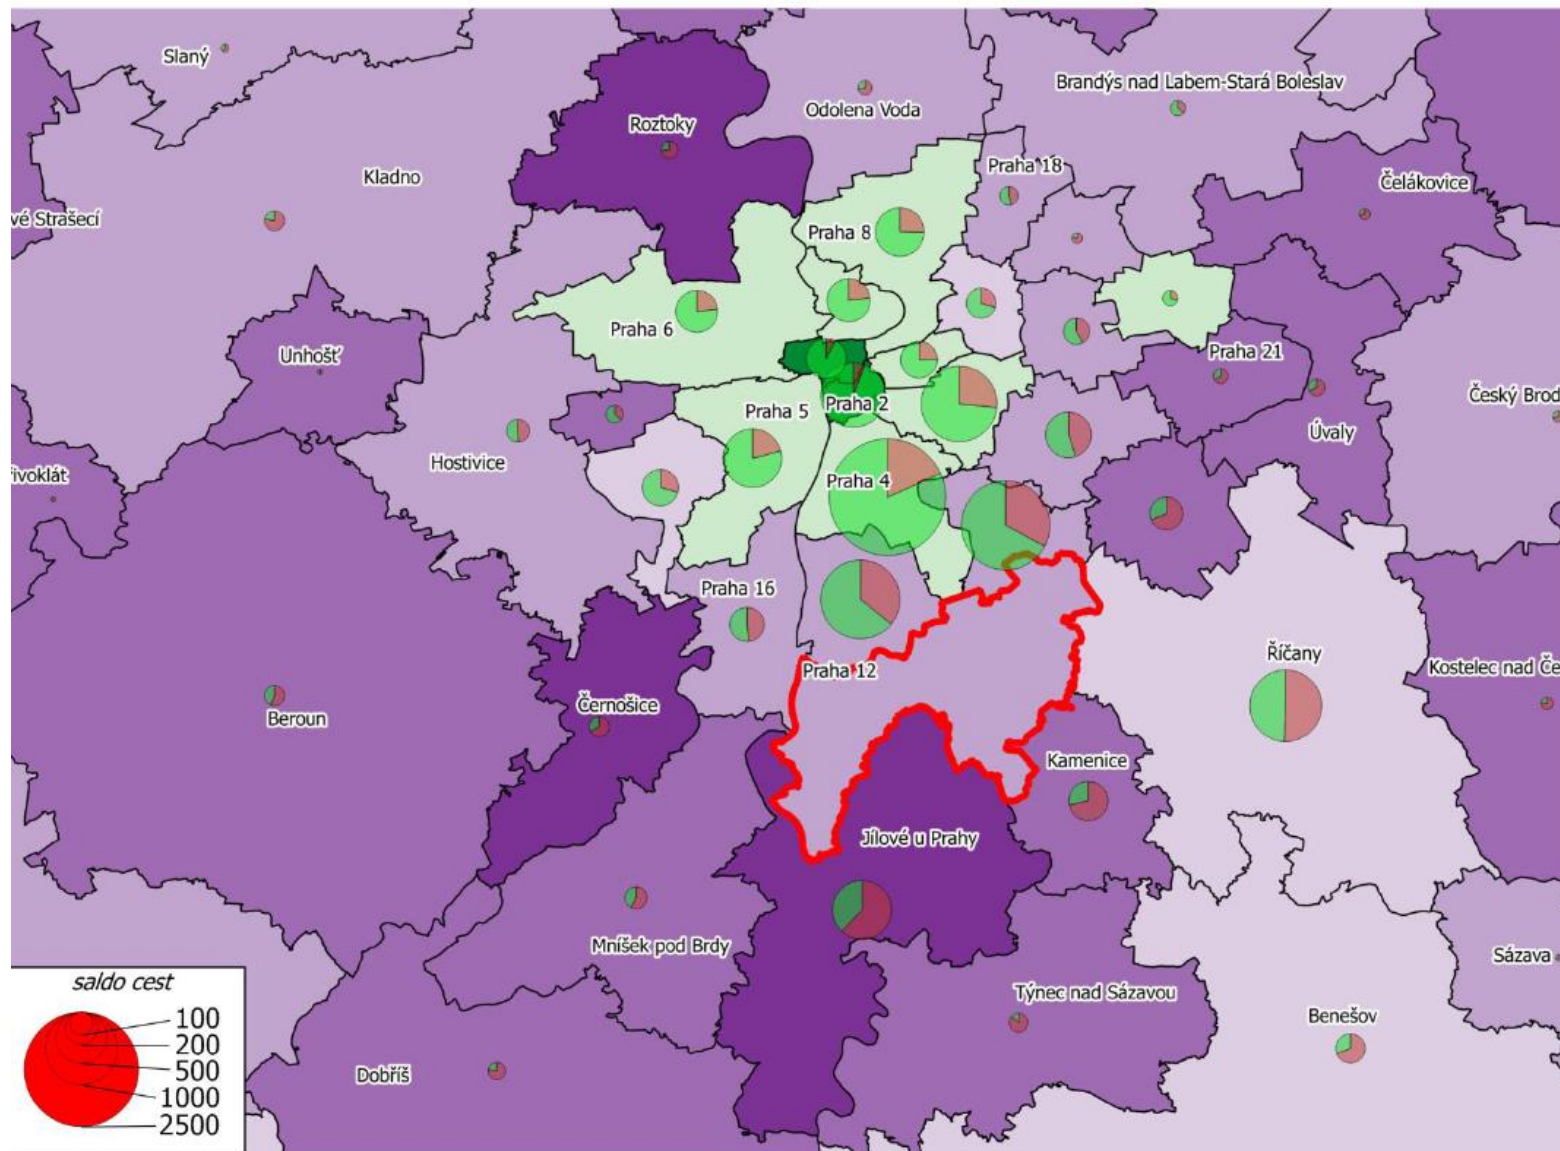 Slaný
Brandýs nad Labem-Stará Boleslav
Odolena Voda
Roztoky
Praha 18
Kladno
Čelákovice
vé Strašecí
Praha 8
Praha 6
Unhošť
Praha 21
Český Brod
Praha 5
Praha 2
Úvaly
Hostivice
ivoklát
Praha 4
Praha 16
Říčany
Praha 12
Kostelec nad Če
Černošice
Beroun
Kamenice
Jílové u Prahy
Mníšek pod Brdy
Sázava
Týnec nad Sázavou
Benešov
Dobříš
saldo cest
100
200
500
1000
2500